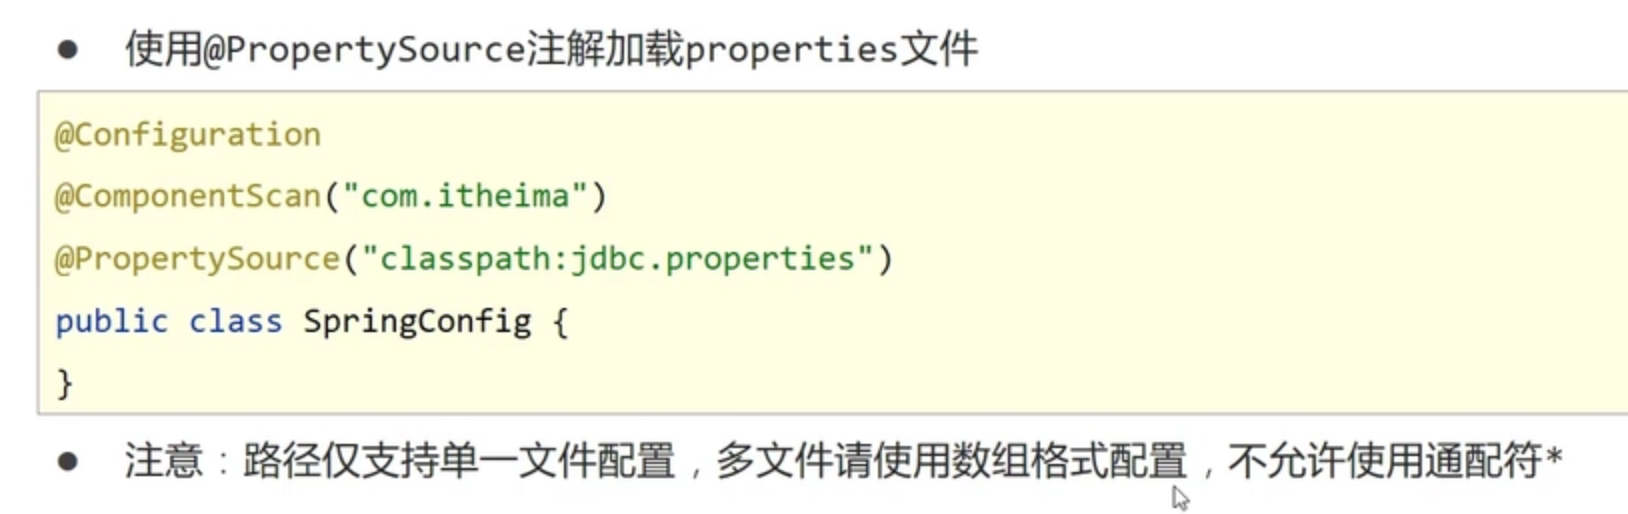 ● 使用@PropertySource注解加载properties文件
@Configuration
@ComponentScan("com.itheima")
@PropertySource("classpath:jdbc.properties")
public class SpringConfig {
}
● 注意：路径仅支持单一文件配置，多文件请使用数组格式配置，不允许使用通配符*